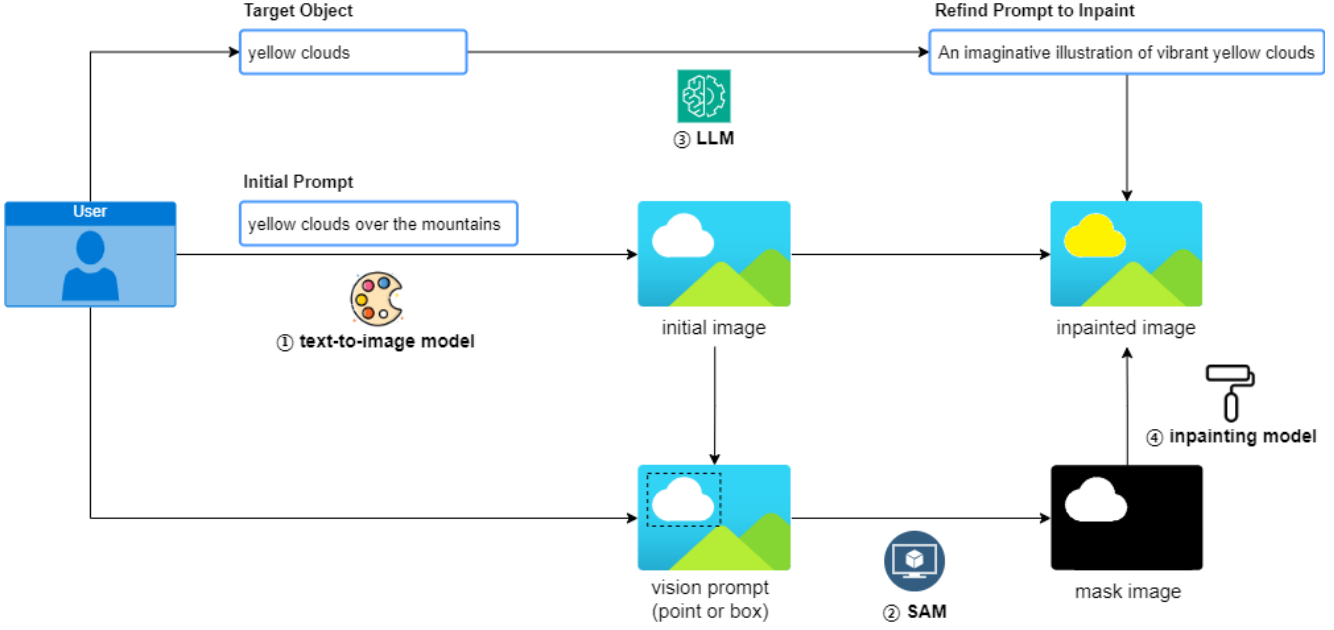 Target Object
yellow clouds
Refind Prompt to Inpaint
An imaginative illustration of vibrant yellow clouds
③ LLM
Initial Prompt
yellow clouds over the mountains
User
① text-to-image model
initial image
inpainted image
④ inpainting model
vision prompt
(point or box)
② SAM
mask image